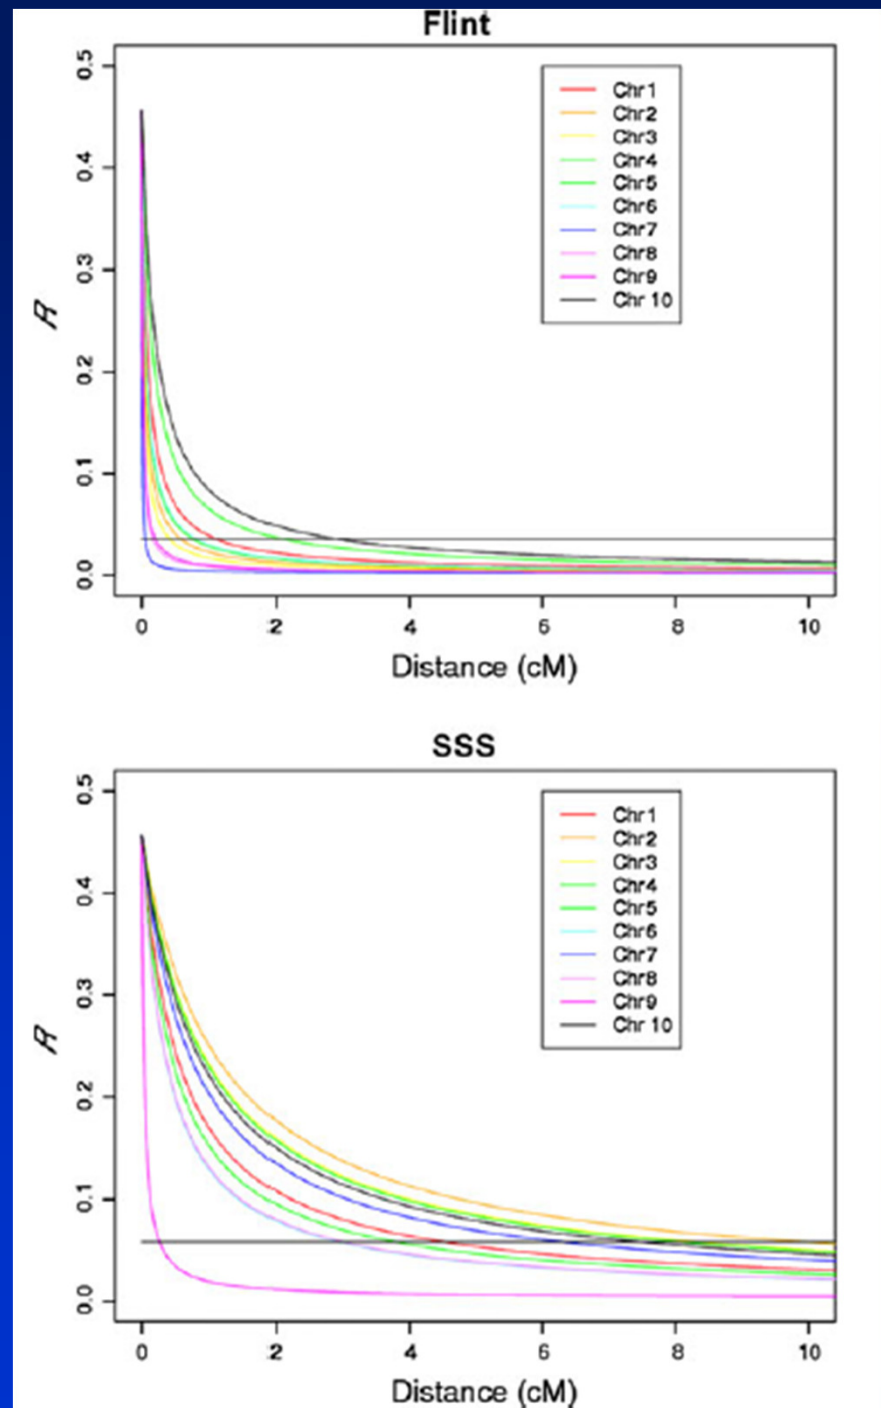 Flint
0.5
0.4
0.3
0.2
0.1
0.0
R
Chr1
Chr2
Chr3
Chr4
Chr5
Chr6
Chr7
Chr8
Chr9
Chr 10
0 2 4 6 8 10
Distance (cM)
SSS
0.5
0.4
0.3
0.2
0.1
0.0
R
Chr1
Chr2
Chr3
Chr4
Chr5
Chr6
Chr7
Chr8
Chr9
Chr 10
0 2 4 6 8 10
Distance (cM)